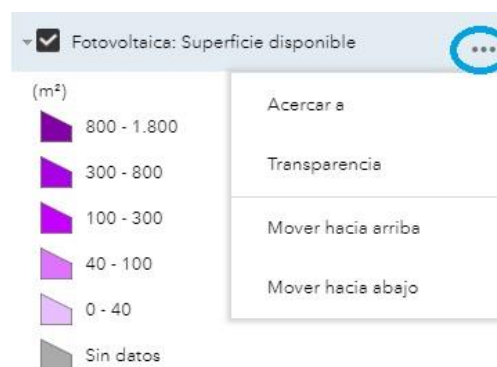 Fotovoltaica: Superficie disponible
(m²)
800 - 1.800
300 - 800
100 - 300
40 - 100
0 - 40
Sin datos
Acercar a
Transparencia
Mover hacia arriba
Mover hacia abajo